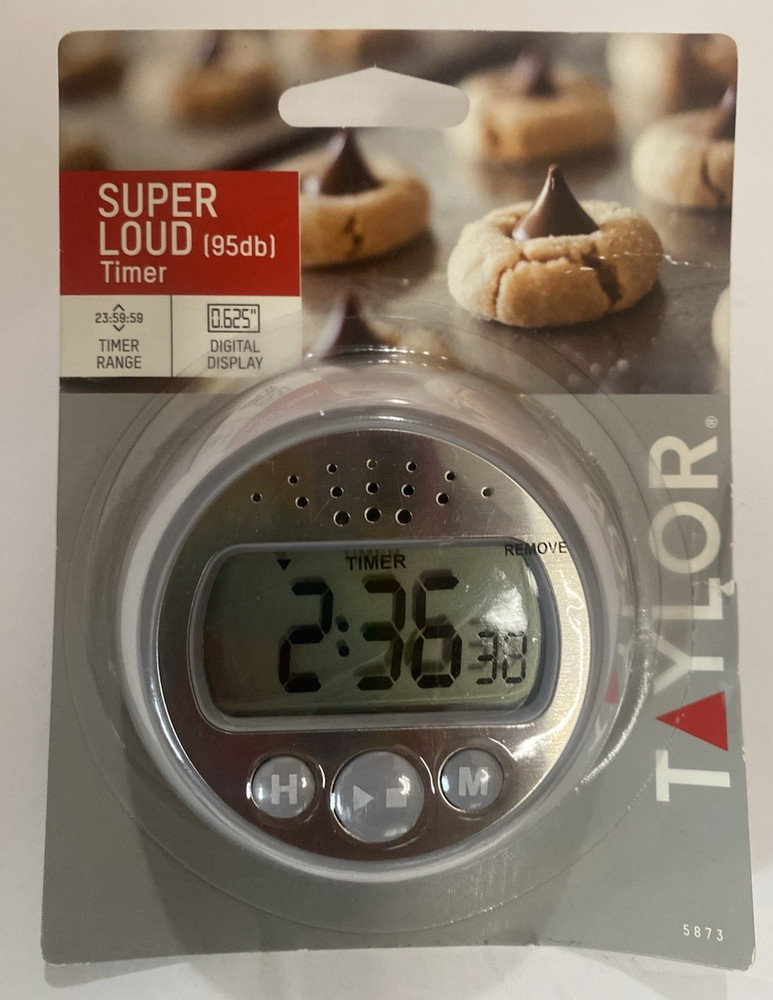 SUPER
LOUD (95db)
Timer
23:59:59
TIMER
RANGE
0.625"
DIGITAL
DISPLAY
TAYLOR®
REMOVE
TIMER
2:36 38
H
M
5873